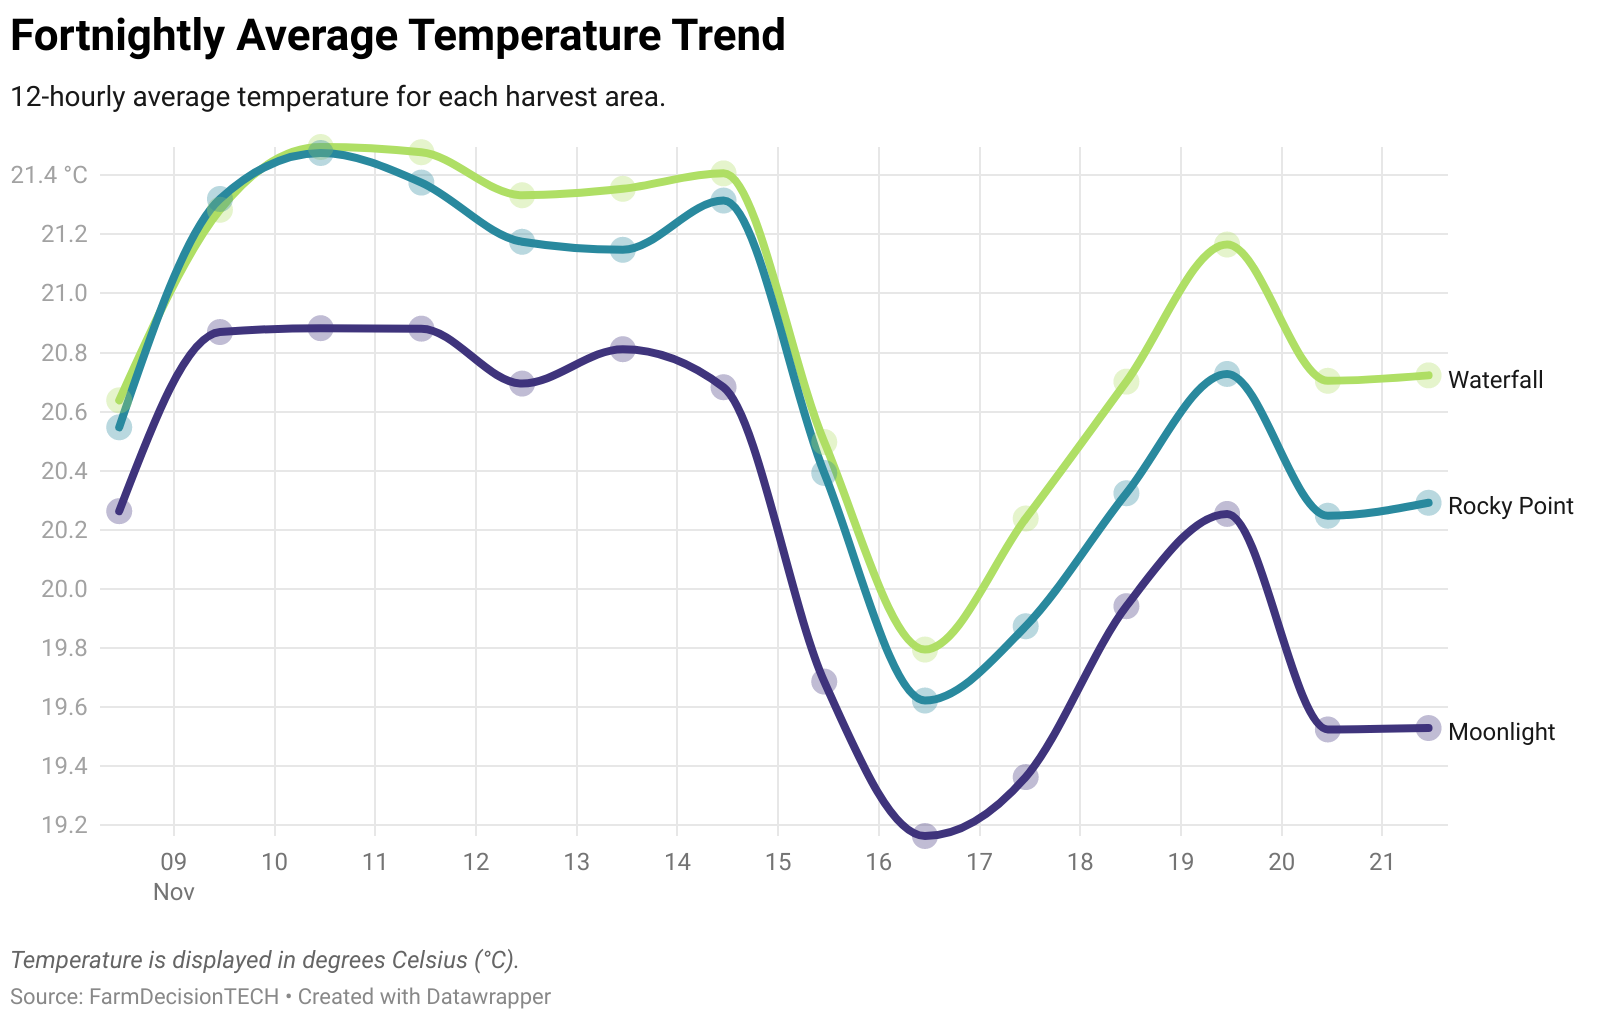 Fortnightly Average Temperature Trend
12-hourly average temperature for each harvest area.
21.4 °C
21.2
21.0
20.8
20.6
20.4
20.2
20.0
19.8
19.6
19.4
19.2
Waterfall
Rocky Point
Moonlight
09 10 11 12 13 14 15 16 17 18 19 20 21
Nov
Temperature is displayed in degrees Celsius (°C).
Source: FarmDecisionTECH • Created with Datawrapper